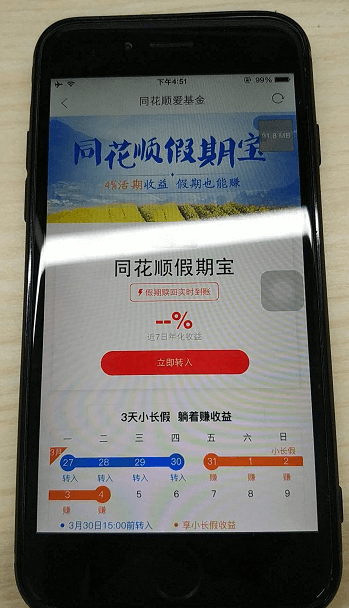 下午4:51
99%
同花顺爱基金
同花顺假期宝
21.8 MB
4%活期收益 假期也能赚
同花顺假期宝
假期赎回实时到账
--%
近7日年化收益
立即转入
3天小长假 躺着赚收益
一 二 三 四 五 六 日
3月
小长假
27 28 29 30 31 1 2
转入 转入 转入 转入 赚 赚 赚
3 4 5 6 7 8 9
赚 赚
3月30日15:00前转入
享小长假收益